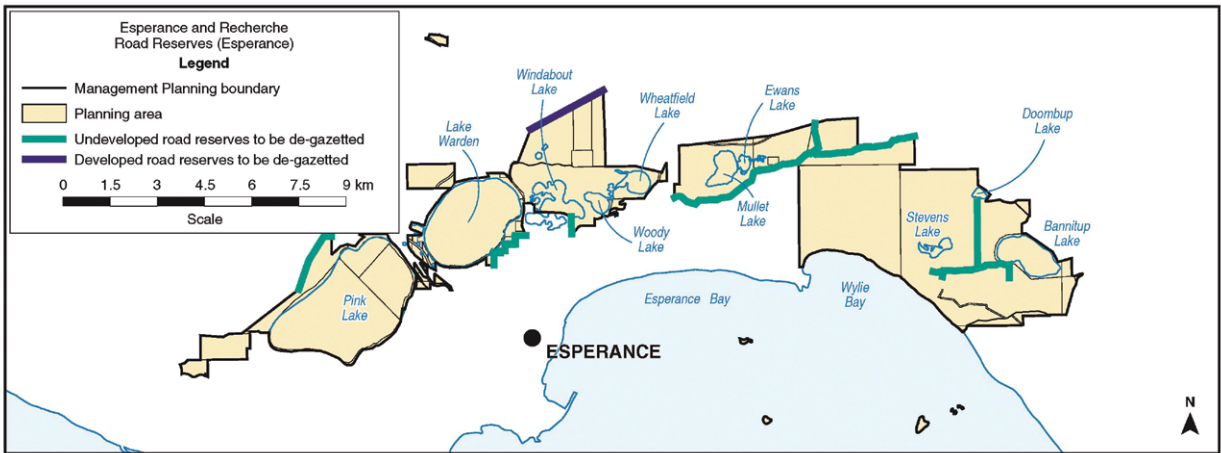 Esperance and Recherche
Road Reserves (Esperance)
Legend
Management Planning boundary
Planning area
Undeveloped road reserves to be de-gazetted
Developed road reserves to be de-gazetted
0 1.5 3 4.5 6 7.5 9 km
Scale
Windabout
Lake
Wheatfield
Lake
Ewans
Lake
Doombup
Lake
Lake
Warden
Mullet
Lake
Woody
Lake
Stevens
Lake
Bannitup
Lake
Pink
Lake
Esperance Bay
Wylie
Bay
ESPERANCE
N